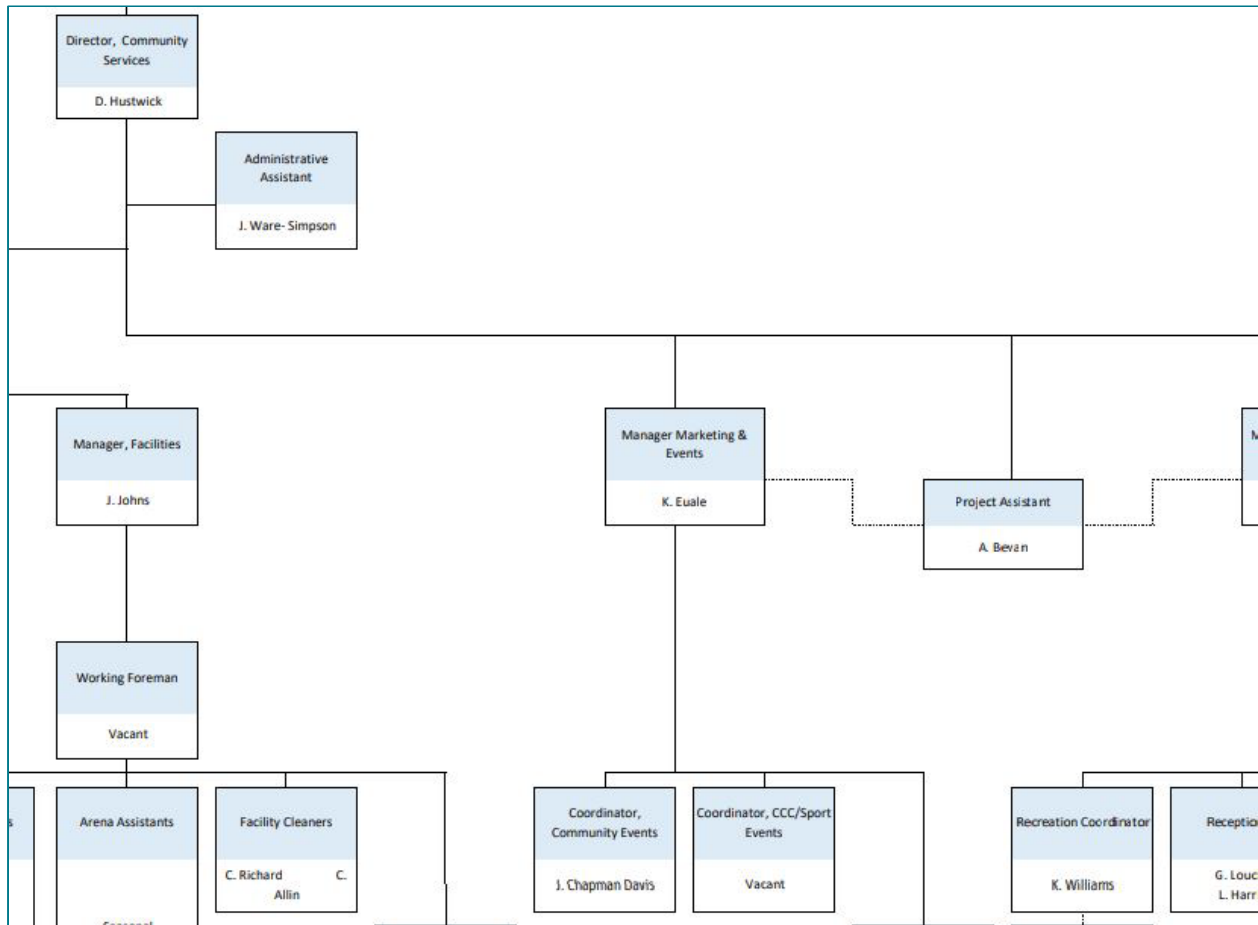 Director, Community
Services
D. Hustwick
Administrative
Assistant
J. Ware- Simpson
Manager, Facilities
J. Johns
Manager Marketing &
Events
K. Euale
Project Assistant
A. Bevan
Working Foreman
Vacant
Arena Assistants
Facility Cleaners
C. Richard C.
Allin
Coordinator,
Community Events
J. Chapman Davis
Coordinator, CCC/Sport
Events
Vacant
Recreation Coordinator
K. Williams
G.
L.